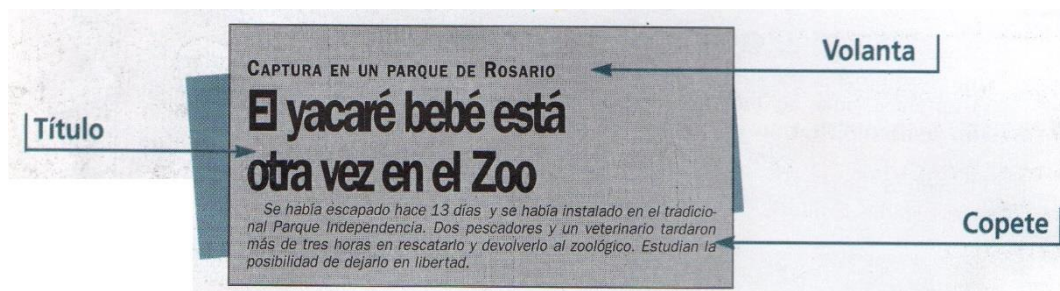 Volanta
CAPTURA EN UN PARQUE DE ROSARIO
Título
El yacaré bebé está
otra vez en el Zoo
Se había escapado hace 13 días y se había instalado en el tradicio-
nal Parque Independencia. Dos pescadores y un veterinario tardaron
más de tres horas en rescatarlo y devolverlo al zoológico. Estudian la
posibilidad de dejarlo en libertad.
Copete